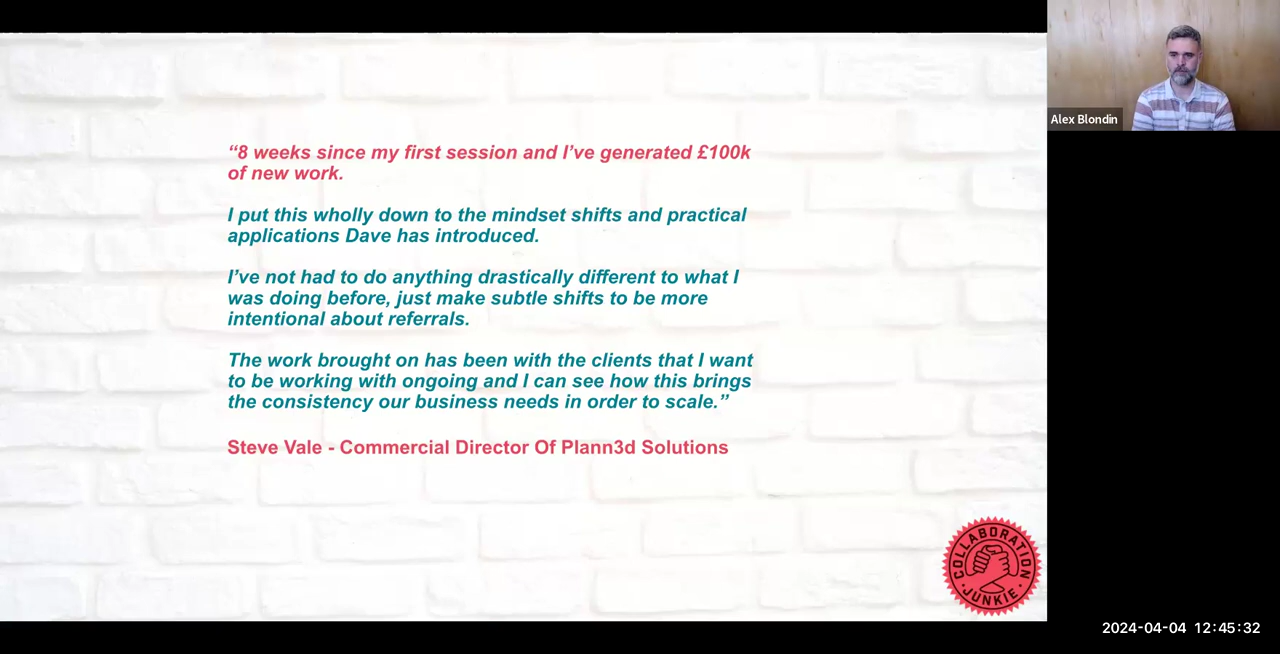 “8 weeks since my first session and I’ve generated £100k
of new work.
I put this wholly down to the mindset shifts and practical
applications Dave has introduced.
I’ve not had to do anything drastically different to what I
was doing before, just make subtle shifts to be more
intentional about referrals.
The work brought on has been with the clients that I want
to be working with ongoing and I can see how this brings
the consistency our business needs in order to scale.”
Steve Vale - Commercial Director Of Plann3d Solutions
COLLABORATION
JUNKIE
Alex Blondin
2024-04-04 12:45:32